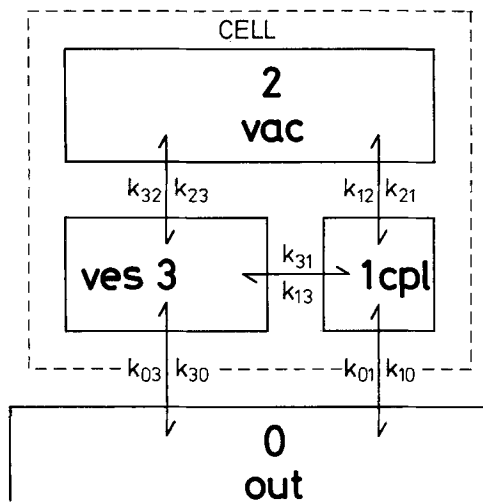 CELL
2
vac
k32 k23
k12 k21
ves 3
k31
k13
1cpl
k03 k30
k01 k10
0
out